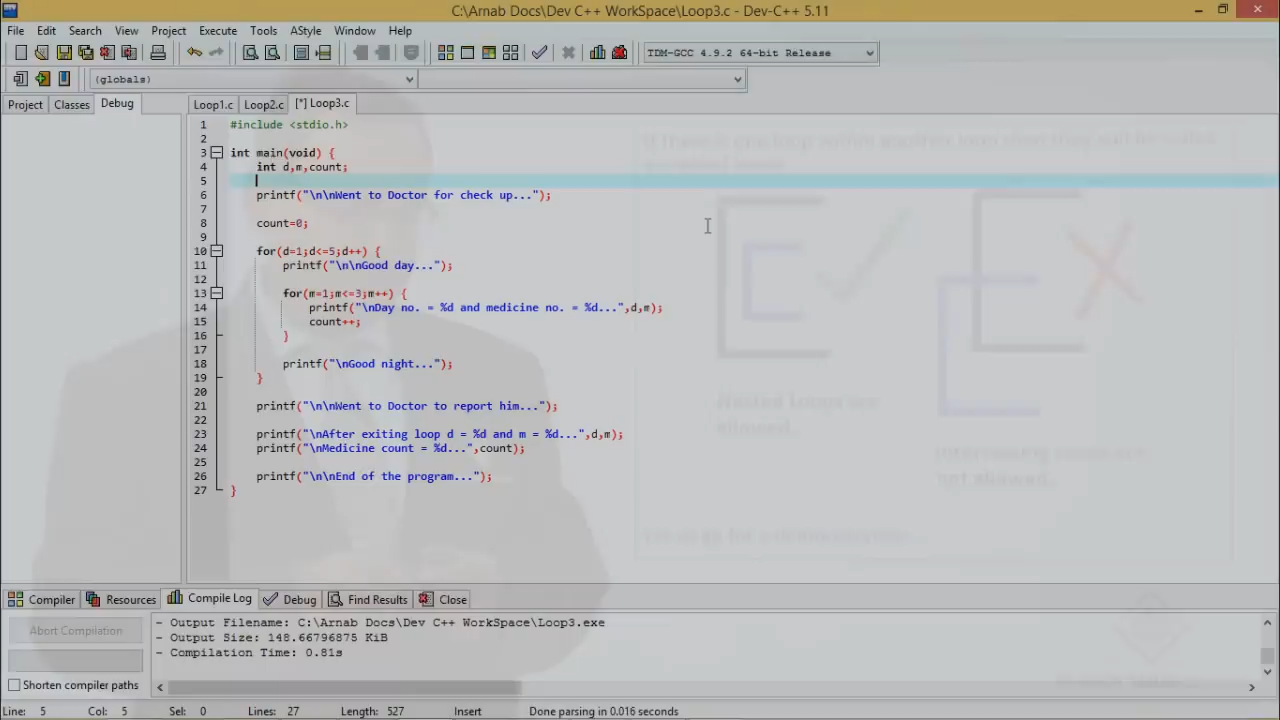 C:\Arnab Docs\Dev C++ WorkSpace\Loop3.c - Dev-C++ 5.11
File Edit Search View Project Execute Tools AStyle Window Help
TDM-GCC 4.9.2 64-bit Release
(globals)
Project Classes Debug Loop1.c Loop2.c [*] Loop3.c
1 #include <stdio.h>
2
3 int main(void) {
4 int d,m,count;
5
6 printf("\n\nWent to Doctor for check up...");
7
8 count=0;
9
10 for(d=1;d<=5;d++) {
11 printf("\n\nGood day...");
12
13 for(m=1;m<=3;m++) {
14 printf("\nDay no. = %d and medicine no. = %d...",d,m);
15 count++;
16 }
17
18 printf("\nGood night...");
19 }
20
21 printf("\n\nWent to Doctor to report him...");
22
23 printf("\nAfter exiting loop d = %d and m = %d...",d,m);
24 printf("\nMedicine count = %d...",count);
25
26 printf("\n\nEnd of the program...");
27 }
Nested Loops are
allowed.
not allowed.
Compiler Resources Compile Log Debug Find Results Close
Abort Compilation
Shorten compiler paths
- Output Filename: C:\Arnab Docs\Dev C++ WorkSpace\Loop3.exe
- Output Size: 148.66796875 KiB
- Compilation Time: 0.81s
Line: 5 Col: 5 Sel: 0 Lines: 27 Length: 527 Insert Done parsing in 0.016 seconds